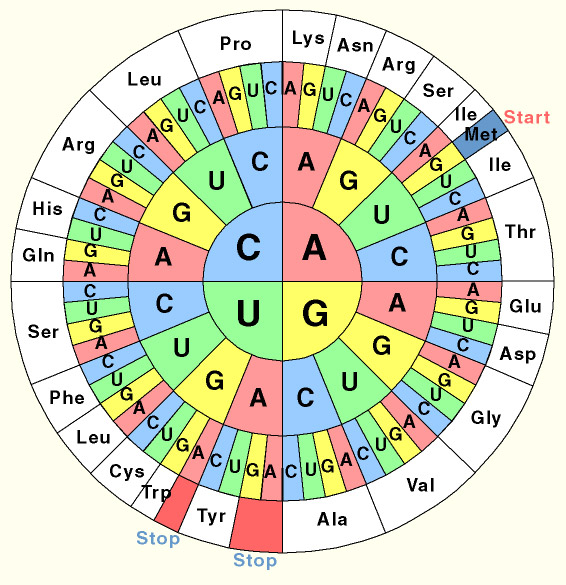 Pro
Lys
Asn
Arg
Ser
Ile
Met
Start
Ile
Thr
Glu
Asp
Gly
Val
Ala
Stop
Tyr
Stop
Trp
Cys
Leu
Phe
Ser
Gln
His
Arg
Leu
A G U C A G U C A G U C A G U C
A G U C A G U C A G U C A G U C
A G U C A G U C A G U C A G U C
A G U C A G U C A G U C A G U C
A G U C
A G U C
A G U C
A G U C
C A
U G